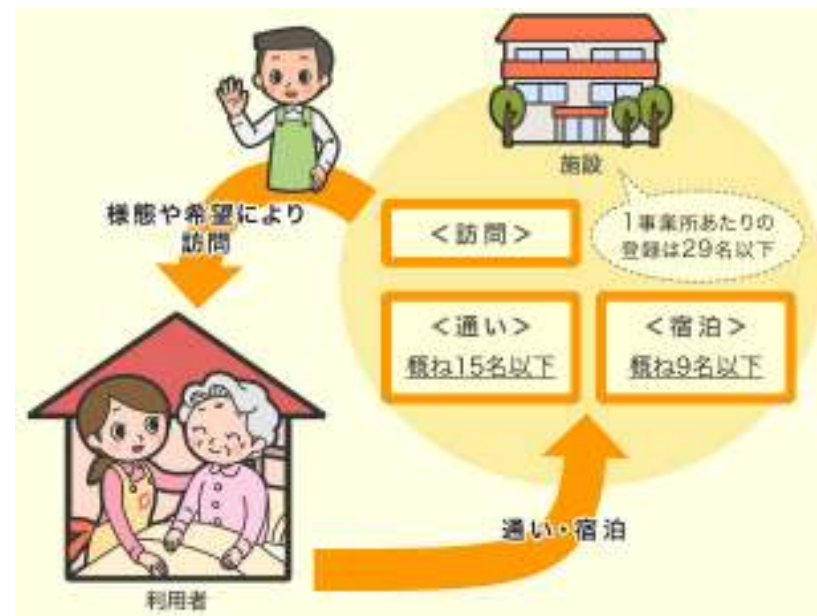 施設
1事業所あたりの
登録は29名以下
様態や希望により
訪問
＜訪問＞
＜通い＞
概ね15名以下
＜宿泊＞
概ね9名以下
通い・宿泊
利用者